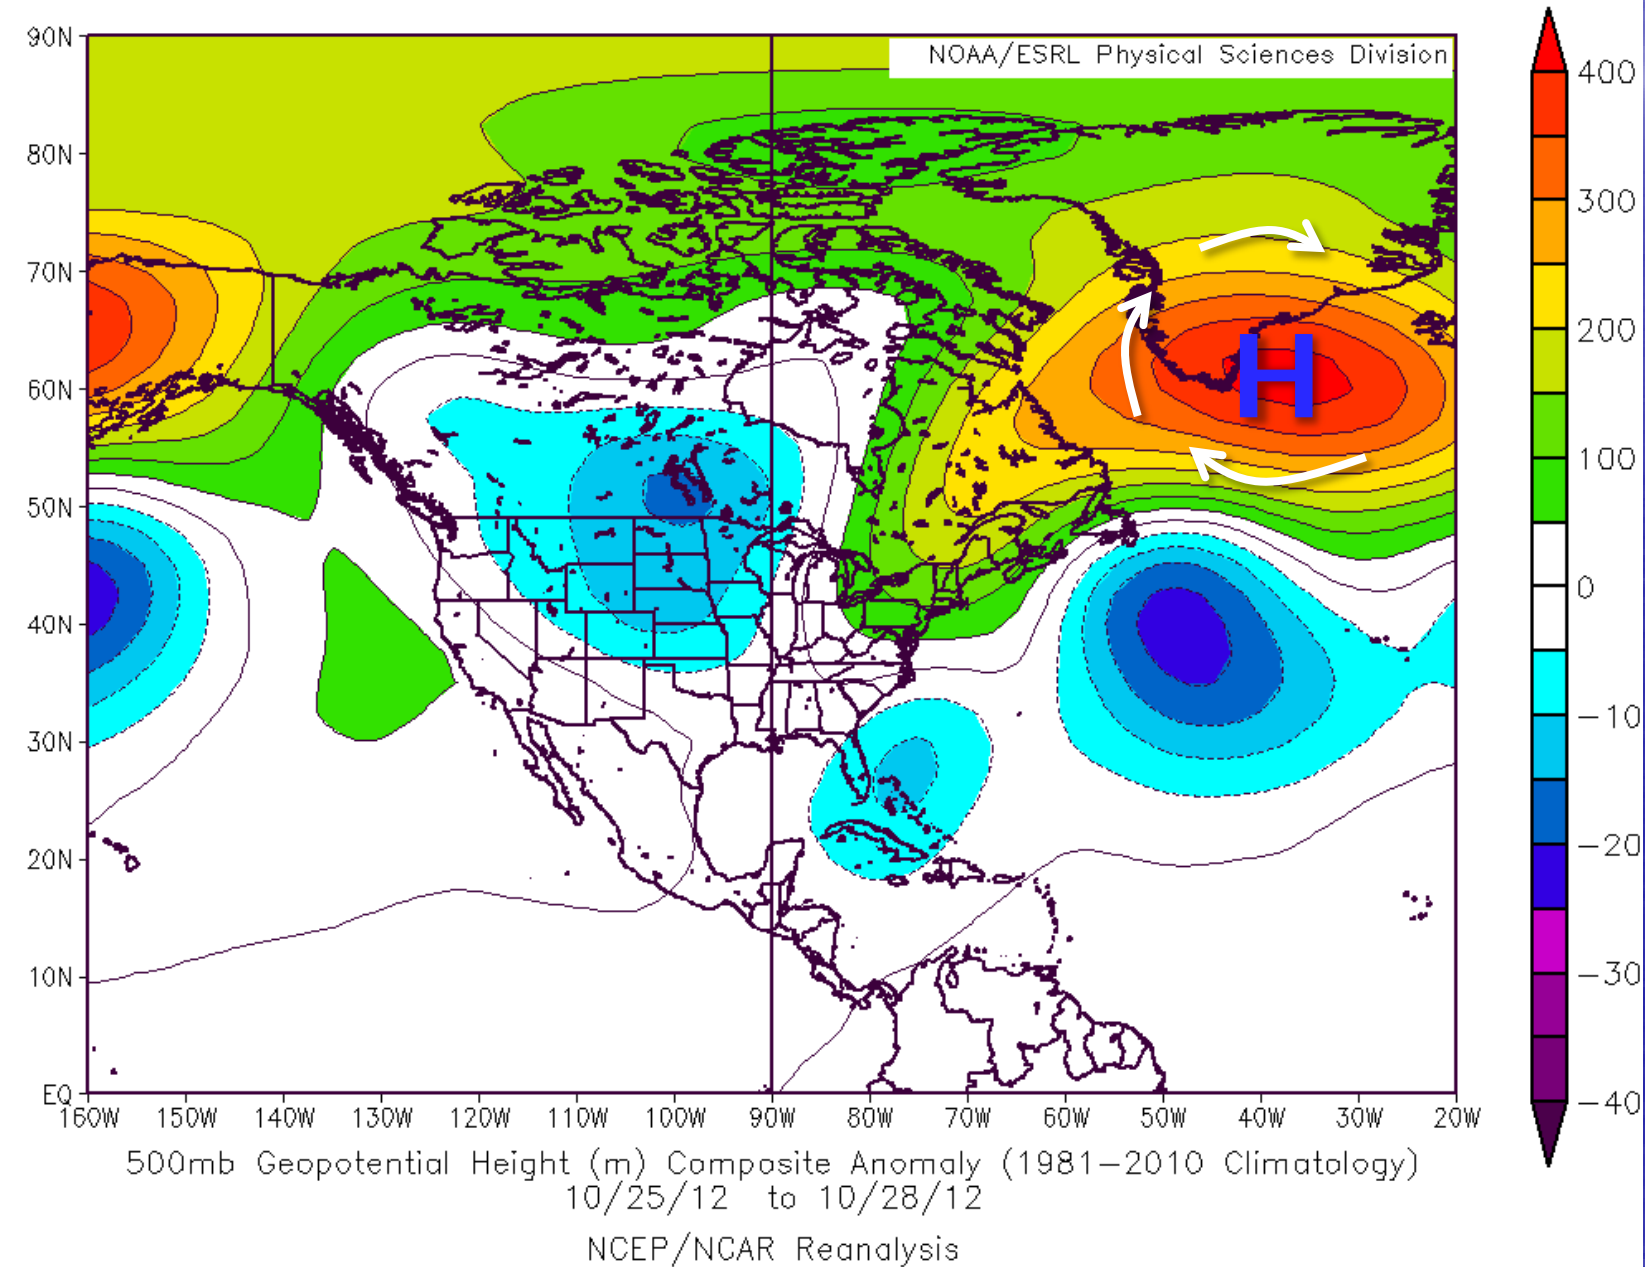 NOAA/ESRL Physical Sciences Division
90N
80N
70N
60N
50N
40N
30N
20N
10N
EQ
H
160W 150W 140W 130W 120W 110W 100W 90W 80W 70W 60W 50W 40W 30W 20W
400
300
200
100
0
-10
-20
-30
-40
500mb Geopotential Height (m) Composite Anomaly (1981-2010 Climatology)
10/25/12 to 10/28/12
NCEP/NCAR Reanalysis